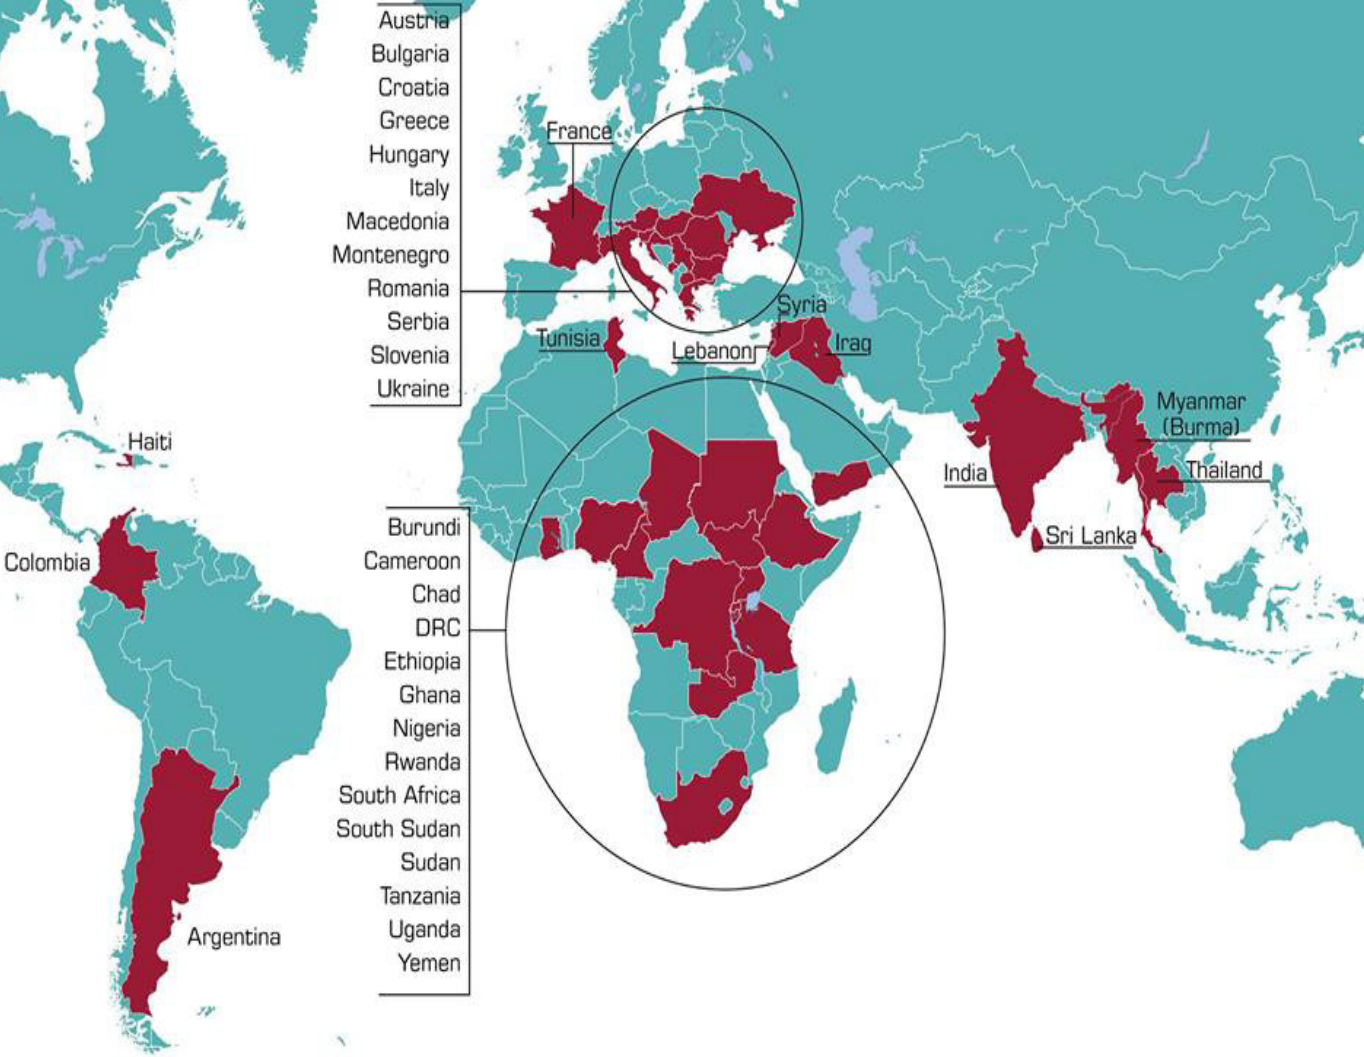 Austria
Bulgaria
Croatia
Greece
Hungary
Italy
Macedonia
Montenegro
Romania
Serbia
Slovenia
Ukraine
France
Tunisia
Syria
Lebanon
Iraq
Haiti
Colombia
Argentina
Burundi
Cameroon
Chad
DRC
Ethiopia
Ghana
Nigeria
Rwanda
South Africa
South Sudan
Sudan
Tanzania
Uganda
Yemen
India
Myanmar
(Burma)
Thailand
Sri Lanka